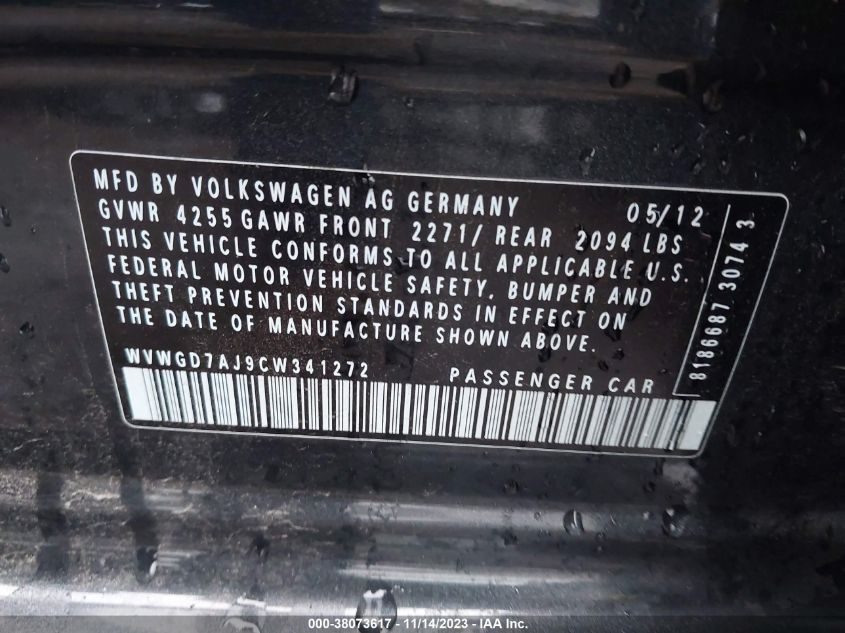 MFD BY VOLKSWAGEN AG GERMANY 05/12
GVWR 4255 GAWR FRONT 2271/ REAR 2094 LBS
THIS VEHICLE CONFORMS TO ALL APPLICABLE U.S.
FEDERAL MOTOR VEHICLE SAFETY, BUMPER AND
THEFT PREVENTION STANDARDS IN EFFECT ON
THE DATE OF MANUFACTURE SHOWN ABOVE.
WVWGD7AJ9CW341272 PASSENGER CAR
8186687 3074 3
000-38073617 - 11/14/2023 - © IAA Inc.